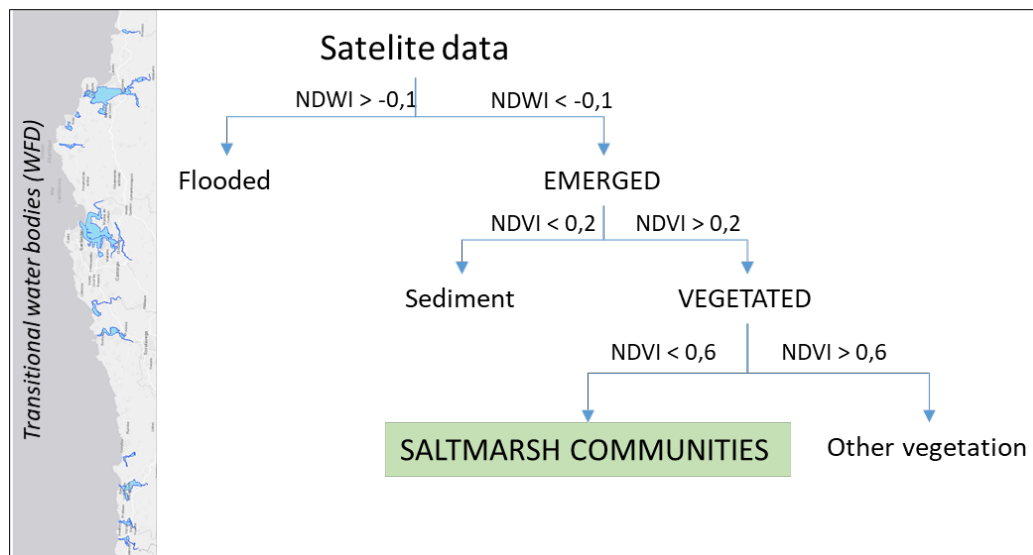 Transitional water bodies (WFD)
Satelite data
NDWI > -0,1
NDWI < -0,1
Flooded
EMERGED
NDVI < 0,2
NDVI > 0,2
Sediment
VEGETATED
NDVI < 0,6
NDVI > 0,6
SALTMARSH COMMUNITIES
Other vegetation